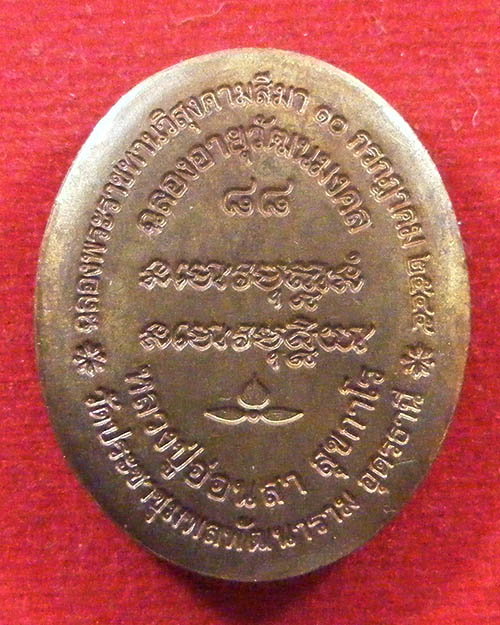 ฉลองพระราชทานวิสุงคามสีมา ๑๐ กรกฎาคม ๒๕๔๕
ฉลองอายุวัฒนมงคล
๘๘
หลวงปู่อ่อนสา สุขกาโร
วัดประชาชุมพลพัฒนาราม อุดรธานี